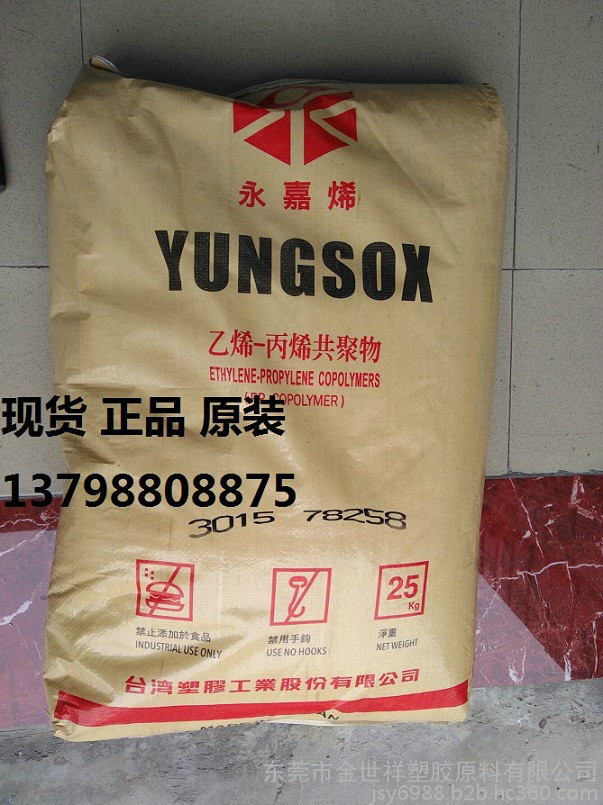 永嘉烯
YUNGSOX
乙烯-丙烯共聚物
ETHYLENE-PROPYLENE COPOLYMERS
COPOLYMER )
现货 正品 原装
13798808875
3015 78258
25
Kg
禁止添加於食品
INDUSTRIAL USE ONLY
禁用手鈎
USE NO HOOKS
淨重
NET WEIGHT
台湾塑膠工業股份有限公司
东莞市金世祥塑胶原料有限公司
jsy6988.b2b.hc360.com